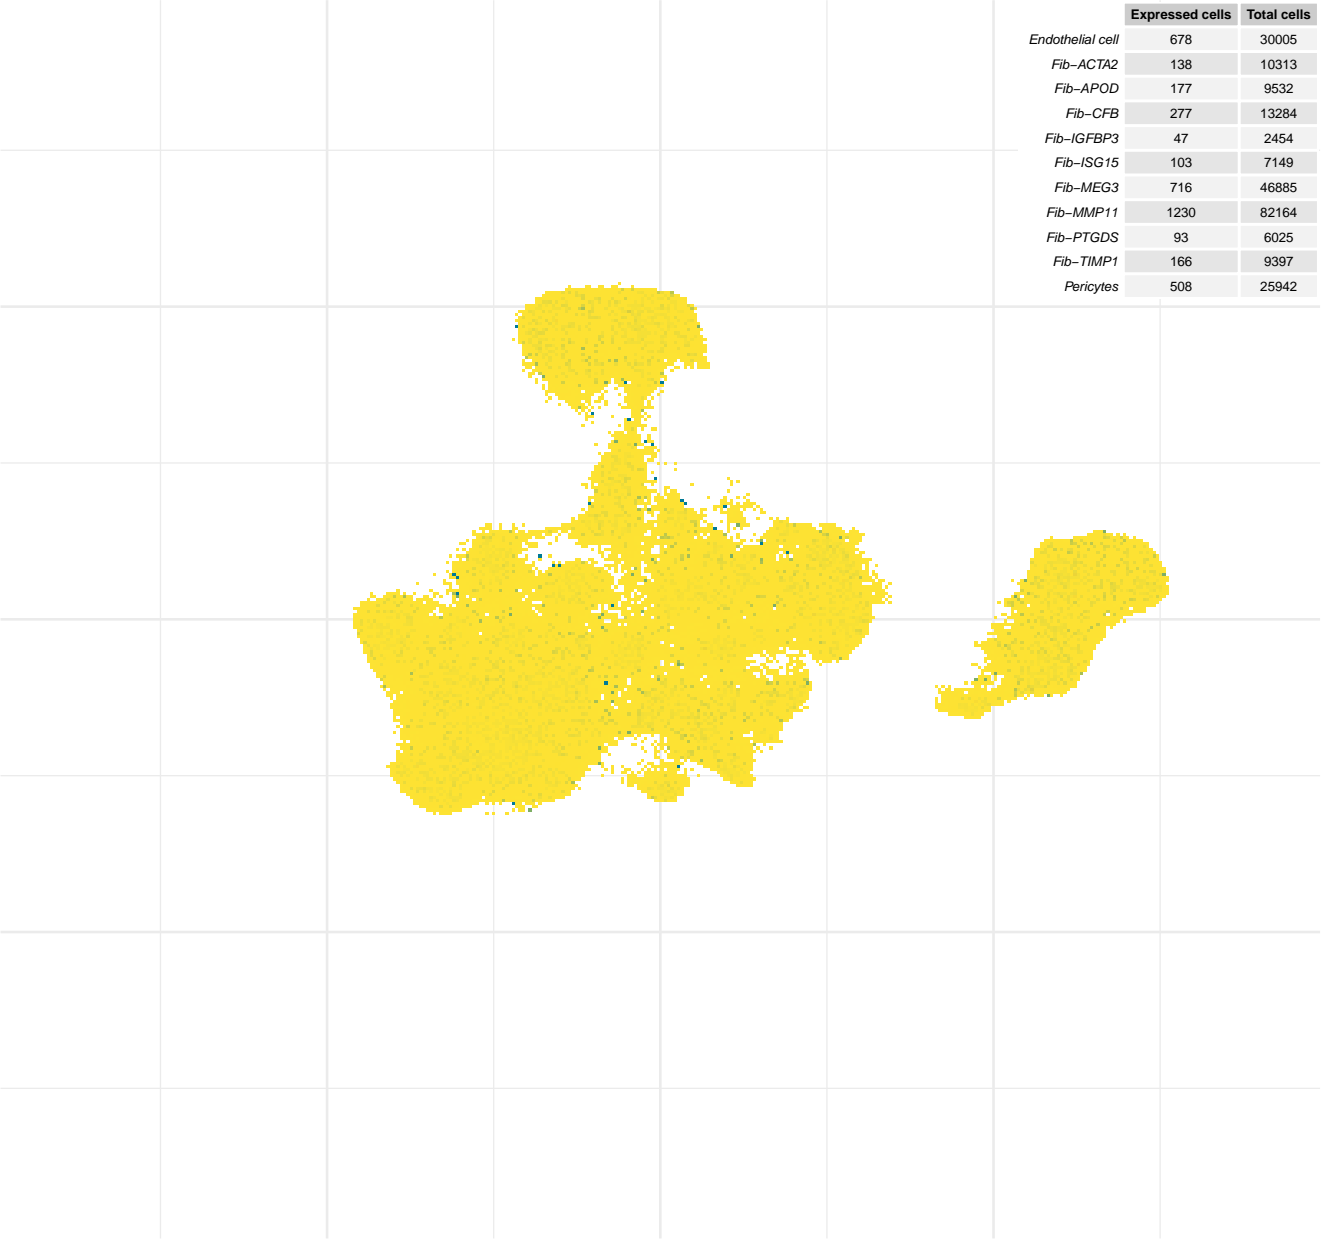 Expressed cells Total cells
Endothelial cell 678 30005
Fib−ACTA2 138 10313
Fib−APOD 177 9532
Fib−CFB 277 13284
Fib−IGFBP3 47 2454
Fib−ISG15 103 7149
Fib−MEG3 716 46885
Fib−MMP11 1230 82164
Fib−PTGDS 93 6025
Fib−TIMP1 166 9397
Pericytes 508 25942